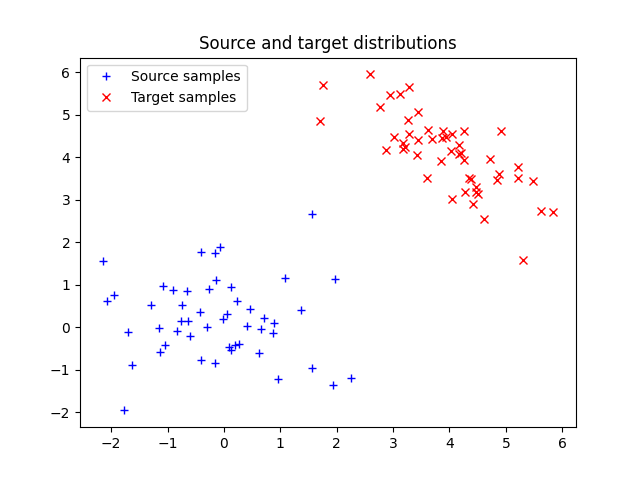 Source and target distributions
Source samples
Target samples
6
5
4
3
2
1
0
−1
−2
−2 −1 0 1 2 3 4 5 6